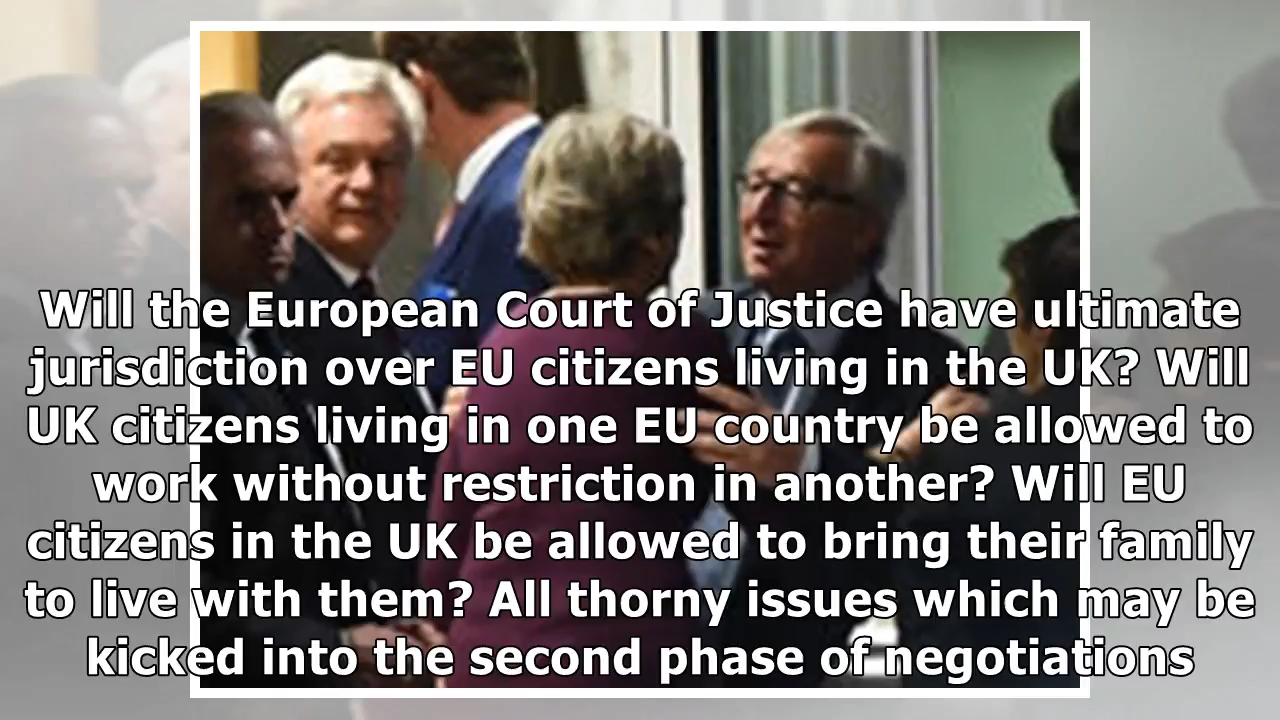 Will the European Court of Justice have ultimate
jurisdiction over EU citizens living in the UK? Will
UK citizens living in one EU country be allowed to
work without restriction in another? Will EU
citizens in the UK be allowed to bring their family
to live with them? All thorny issues which may be
kicked into the second phase of negotiations